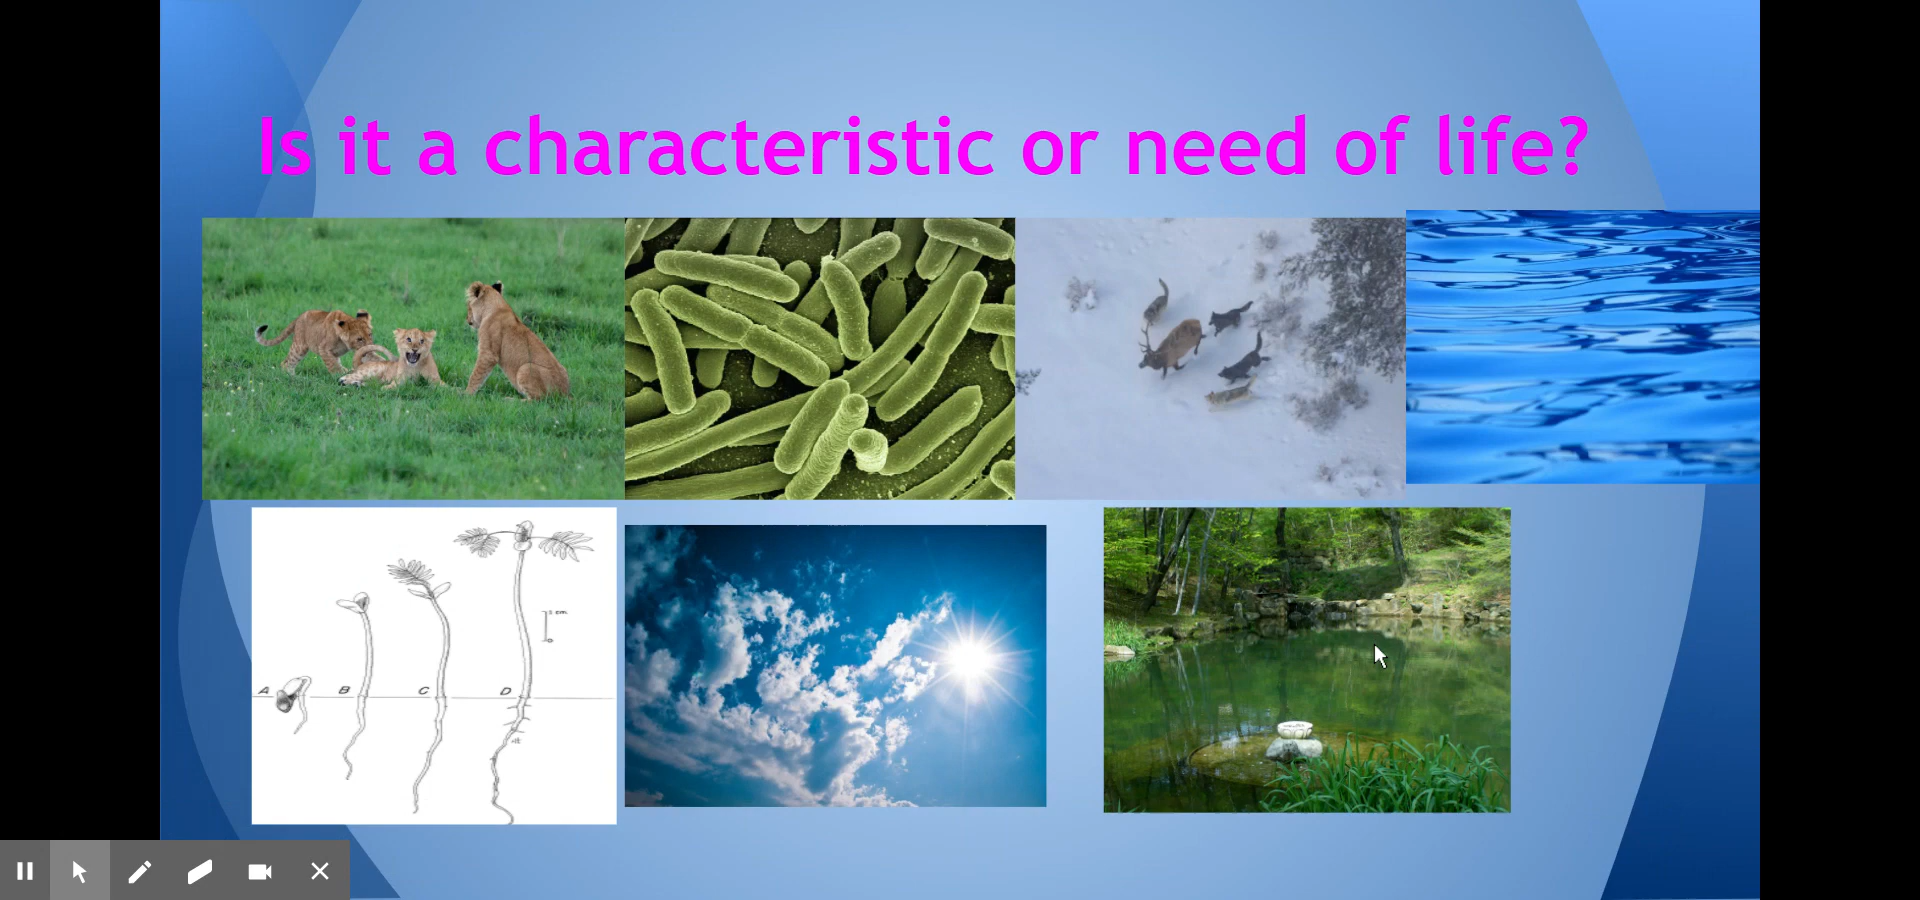 Is it a characteristic or need of life?
A
B
C
D